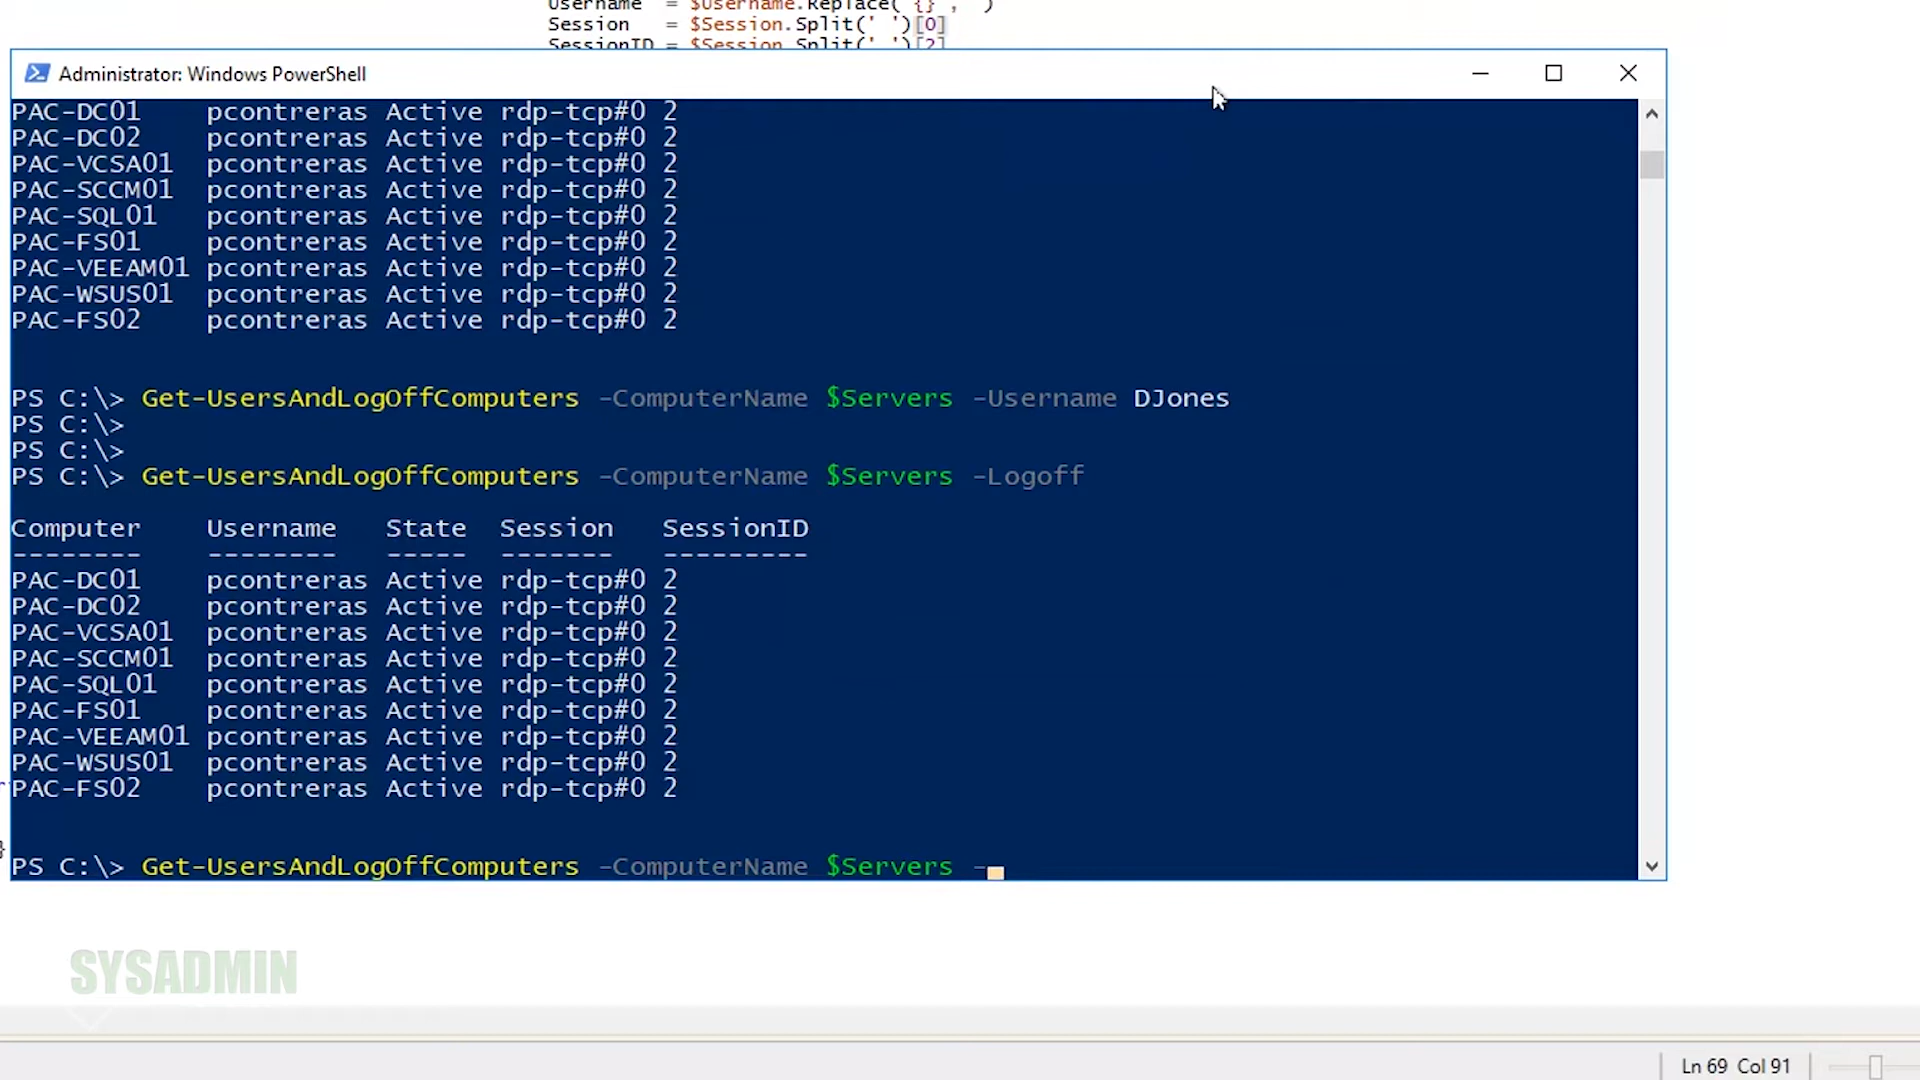 Username = $Username.Replace('{}',' ')
Session = $Session.Split(' ')[0]
SessionID = $Session.Split(' ')[2]
Administrator: Windows PowerShell
PAC-DC01 pcontreras Active rdp-tcp#0 2
PAC-DC02 pcontreras Active rdp-tcp#0 2
PAC-VCSA01 pcontreras Active rdp-tcp#0 2
PAC-SCCM01 pcontreras Active rdp-tcp#0 2
PAC-SQL01 pcontreras Active rdp-tcp#0 2
PAC-FS01 pcontreras Active rdp-tcp#0 2
PAC-VEEAM01 pcontreras Active rdp-tcp#0 2
PAC-WSUS01 pcontreras Active rdp-tcp#0 2
PAC-FS02 pcontreras Active rdp-tcp#0 2
PS C:\> Get-UsersAndLogOffComputers -ComputerName $Servers -Username DJones
PS C:\>
PS C:\>
PS C:\> Get-UsersAndLogOffComputers -ComputerName $Servers -Logoff
Computer Username State Session SessionID
-------- -------- ----- ------- ---------
PAC-DC01 pcontreras Active rdp-tcp#0 2
PAC-DC02 pcontreras Active rdp-tcp#0 2
PAC-VCSA01 pcontreras Active rdp-tcp#0 2
PAC-SCCM01 pcontreras Active rdp-tcp#0 2
PAC-SQL01 pcontreras Active rdp-tcp#0 2
PAC-FS01 pcontreras Active rdp-tcp#0 2
PAC-VEEAM01 pcontreras Active rdp-tcp#0 2
PAC-WSUS01 pcontreras Active rdp-tcp#0 2
PAC-FS02 pcontreras Active rdp-tcp#0 2
}
PS C:\> Get-UsersAndLogOffComputers -ComputerName $Servers -
SYSADMIN
Ln 69 Col 91